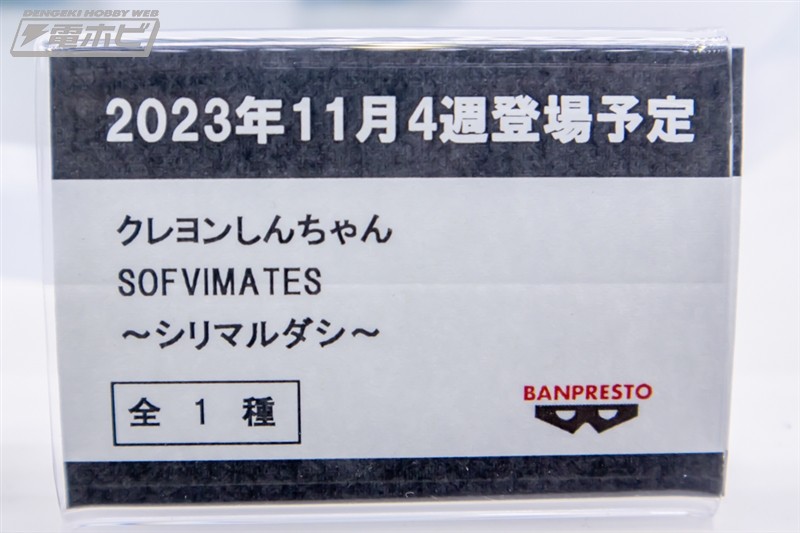 DENGEKI HOBBY WEB
電ホビ
2023年11月4週登場予定
クレヨンしんちゃん
SOFVIMATES
～シリマルダシ～
全 1 種
BANPRESTO